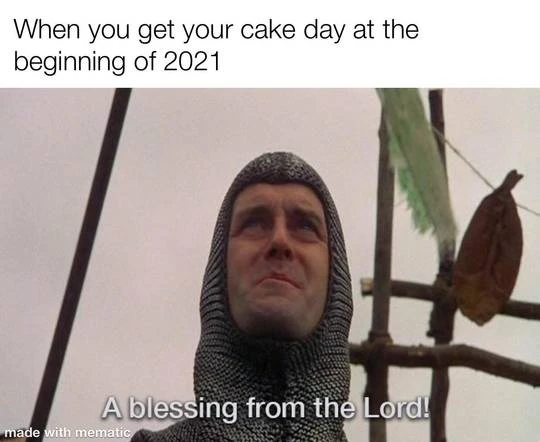 When you get your cake day at the
beginning of 2021
A blessing from the Lord!
made with mematic